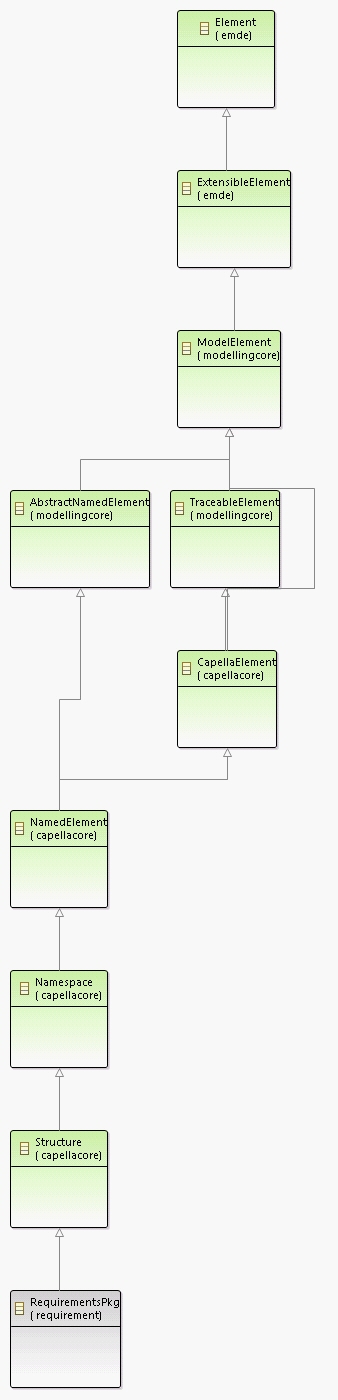 Element
( emde)
ExtensibleElement
( emde)
ModelElement
( modellingcore)
AbstractNamedElement
( modellingcore)
TraceableElement
( modellingcore)
CapellaElement
( capellacore)
NamedElement
( capellacore)
Namespace
( capellacore)
Structure
( capellacore)
RequirementsPkg
( requirement)